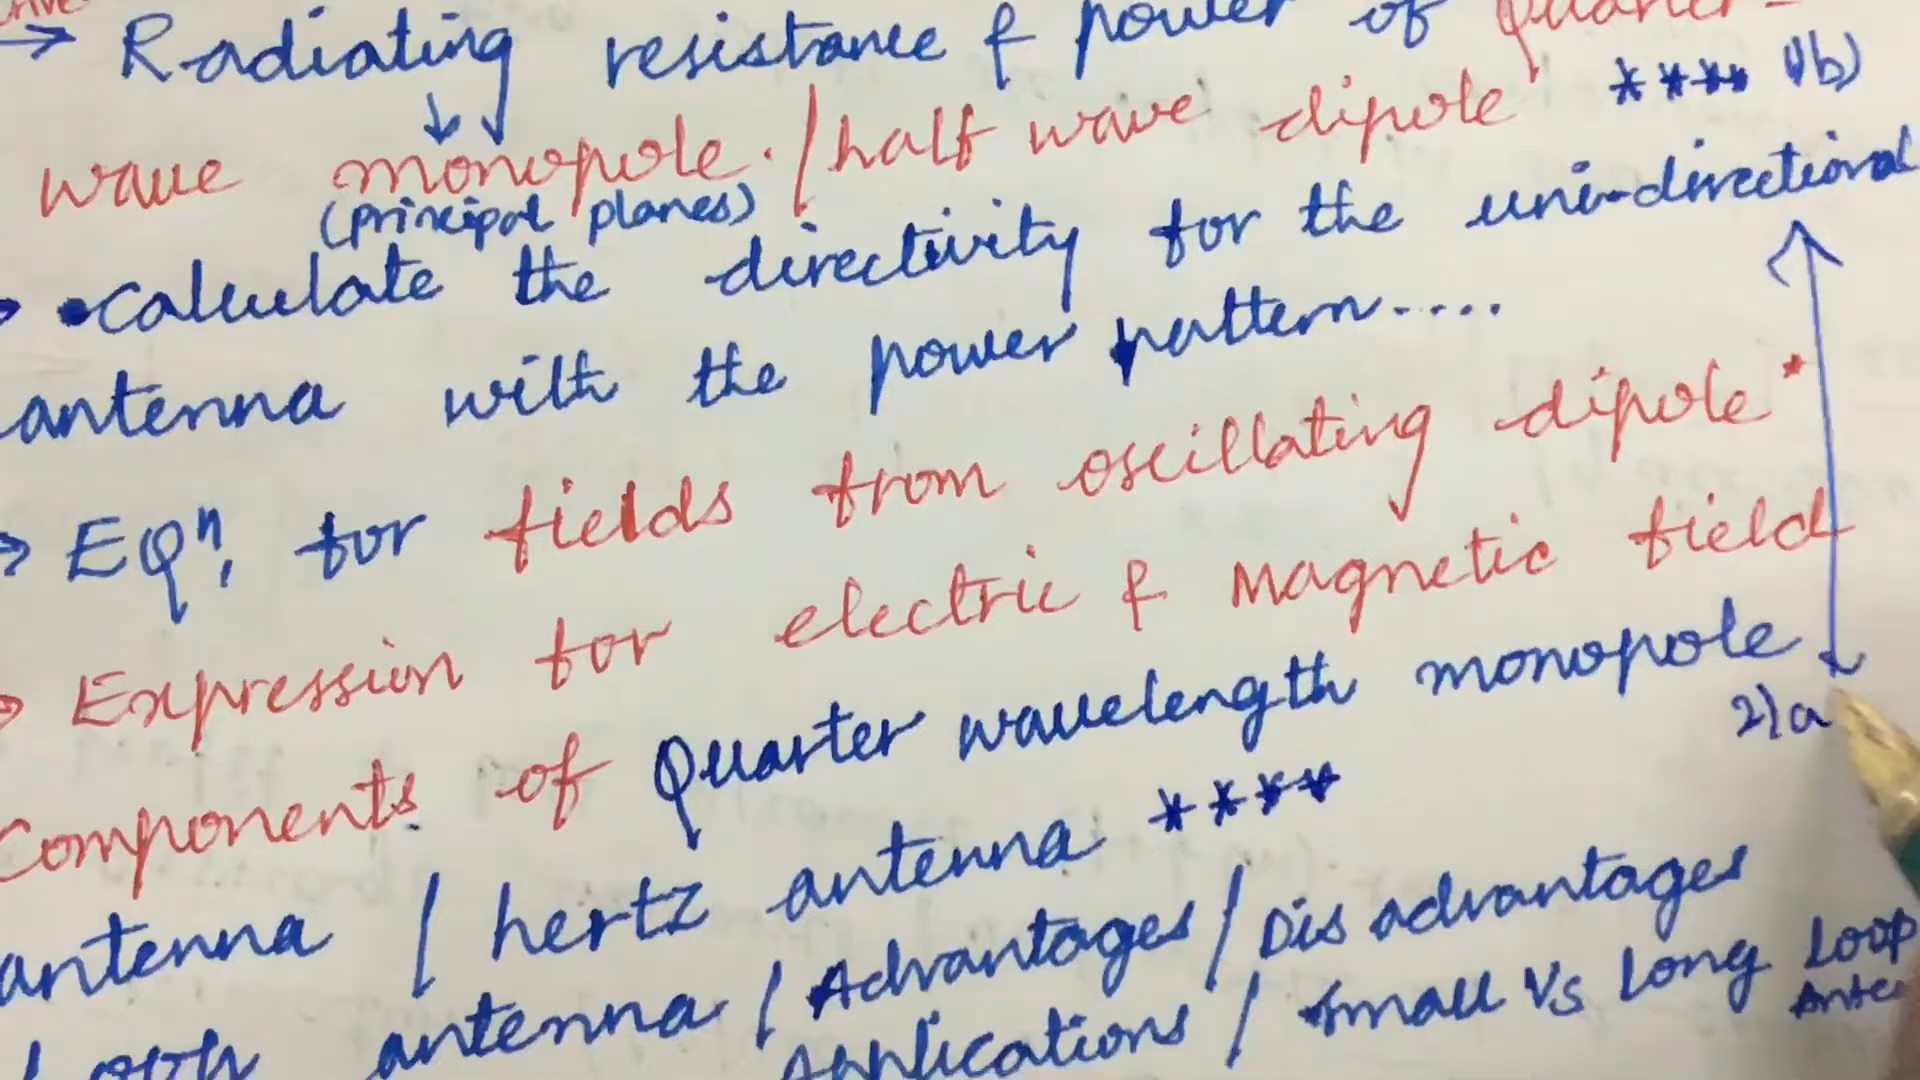 → Radiating resistance & power of Quarter-
wave monopole. / half wave dipole **** 1b)
(principal planes)
• Calculate the directivity for the uni-directional
antenna with the power pattern....
→ EQn, for fields from oscillating dipole *
→ Expression for electric & Magnetic field
Components of Quarter wavelength monopole
2)a
antenna / hertz antenna ****
Loop antenna / Advantages / Dis advantages
Applications / Small Vs Long Loop
Ante